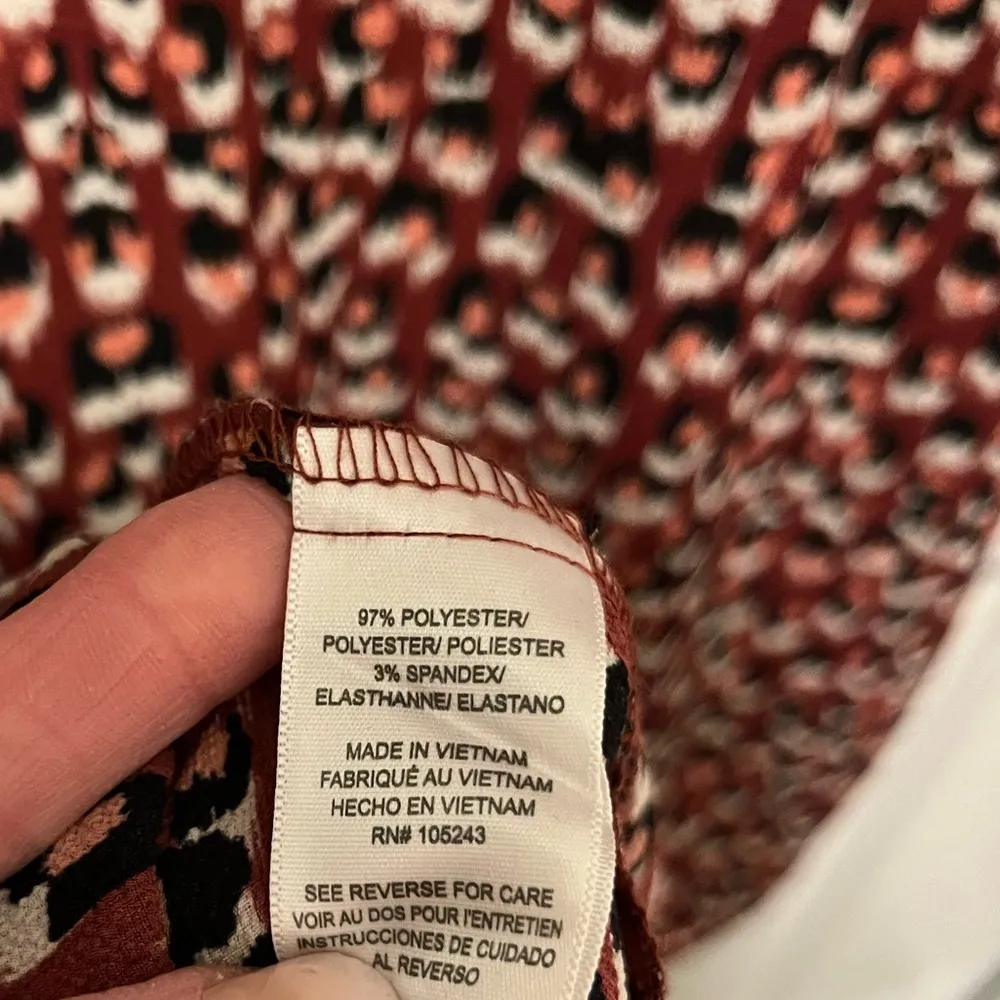 97% POLYESTER/
POLYESTER/ POLIESTER
3% SPANDEX/
ELASTHANNE/ ELASTANO
MADE IN VIETNAM
FABRIQUÉ AU VIETNAM
HECHO EN VIETNAM
RN# 105243
SEE REVERSE FOR CARE
VOIR AU DOS POUR l'ENTRETIEN
INSTRUCCIONES DE CUIDADO
AL REVERSO